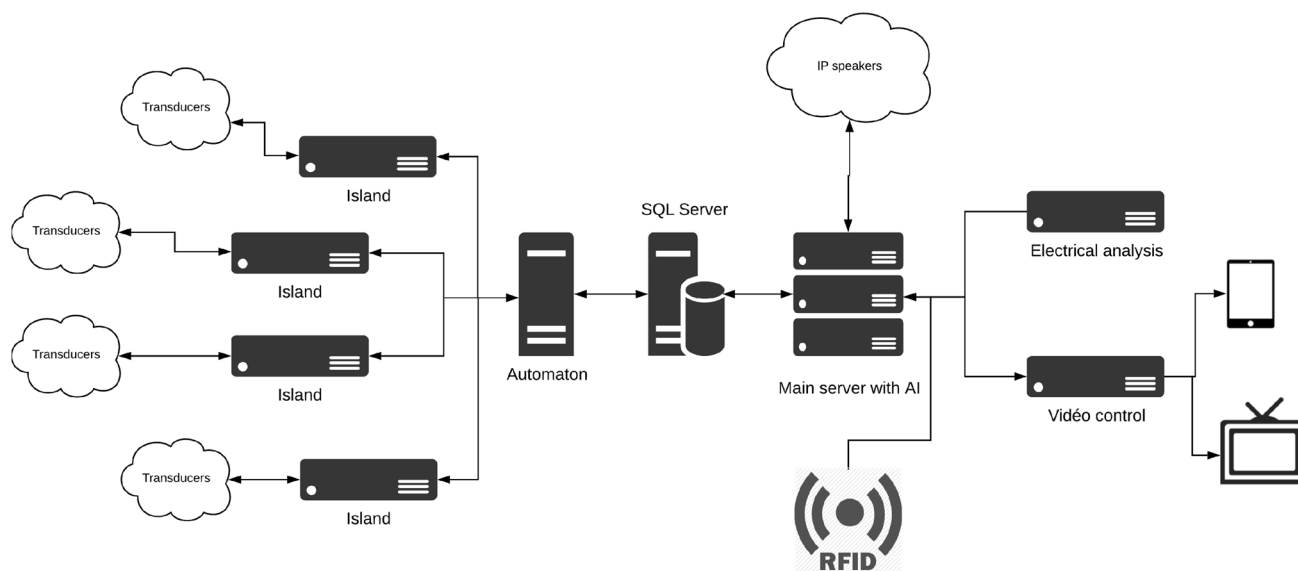 IP speakers
Transducers
Island
Transducers
Island
SQL Server
Electrical analysis
Transducers
Island
Automaton
Main server with AI
Vidéo control
Transducers
Island
RFID